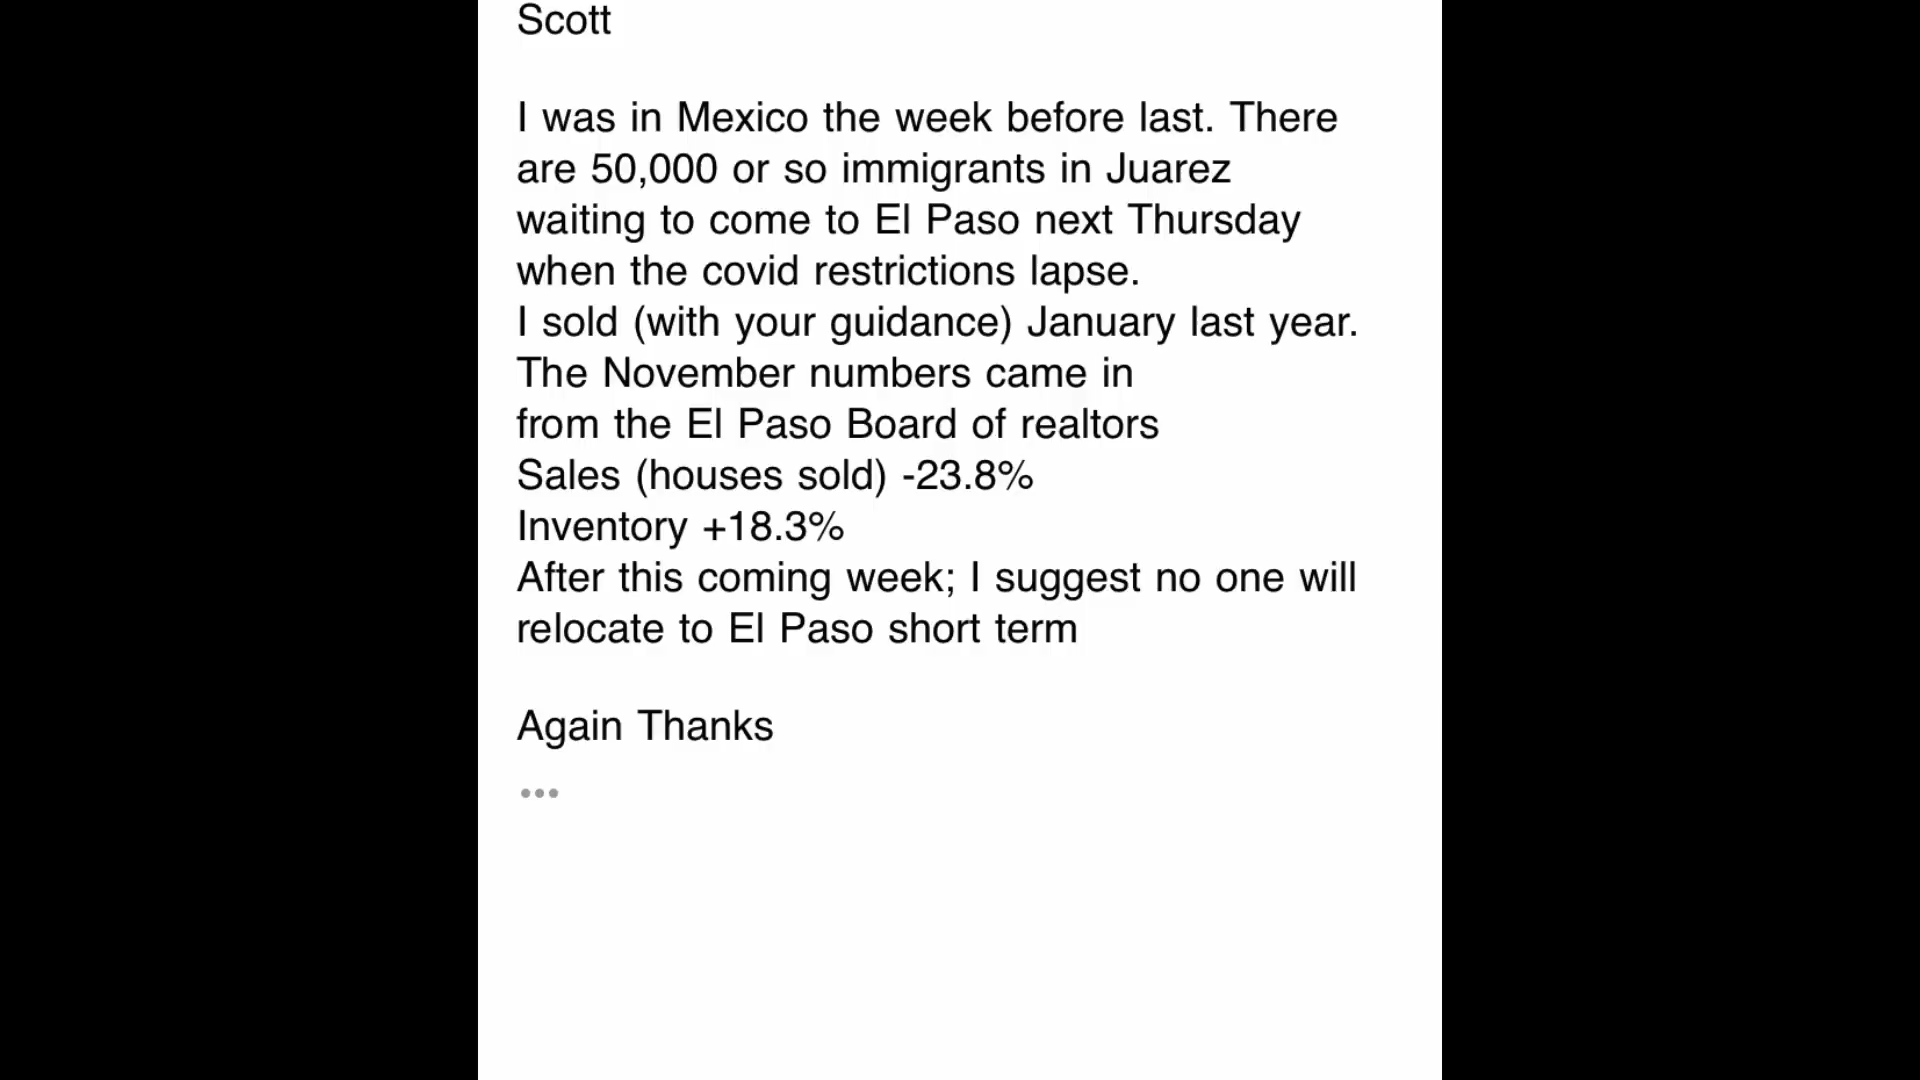 Scott
I was in Mexico the week before last. There
are 50,000 or so immigrants in Juarez
waiting to come to El Paso next Thursday
when the covid restrictions lapse.
I sold (with your guidance) January last year.
The November numbers came in
from the El Paso Board of realtors
Sales (houses sold) -23.8%
Inventory +18.3%
After this coming week; I suggest no one will
relocate to El Paso short term
Again Thanks